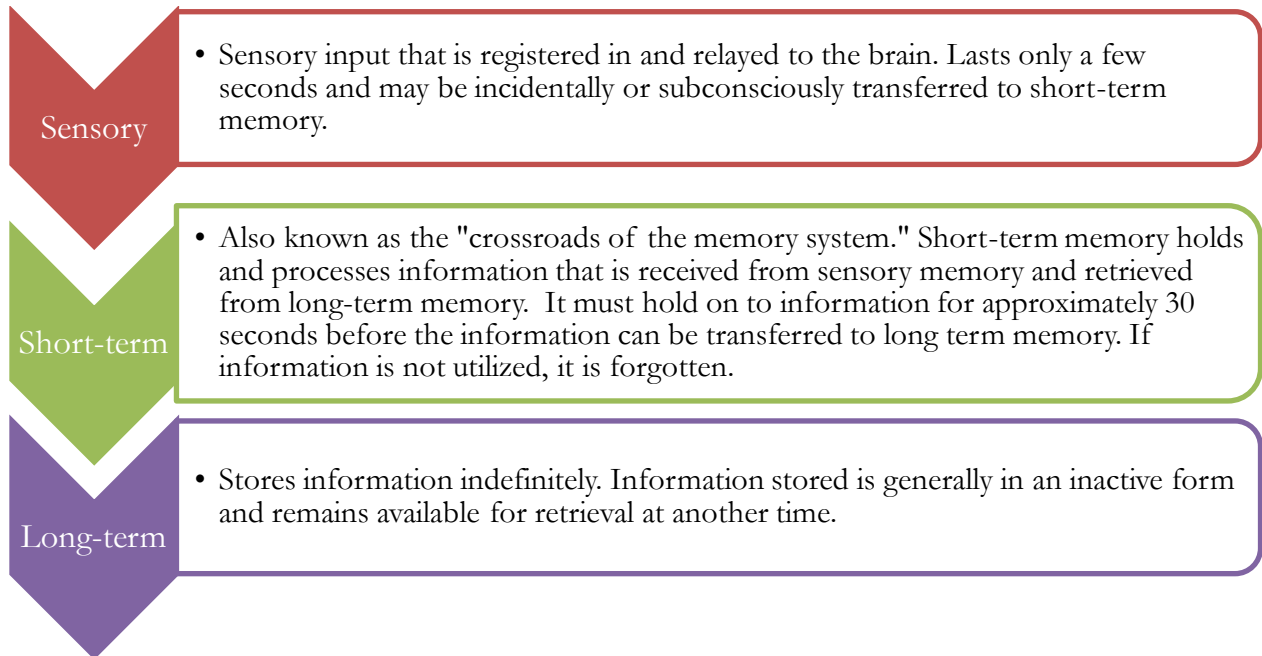 Sensory
• Sensory input that is registered in and relayed to the brain. Lasts only a few
seconds and may be incidentally or subconsciously transferred to short-term
memory.
Short-term
• Also known as the "crossroads of the memory system." Short-term memory holds
and processes information that is received from sensory memory and retrieved
from long-term memory.  It must hold on to information for approximately 30
seconds before the information can be transferred to long term memory. If
information is not utilized, it is forgotten.
Long-term
• Stores information indefinitely. Information stored is generally in an inactive form
and remains available for retrieval at another time.